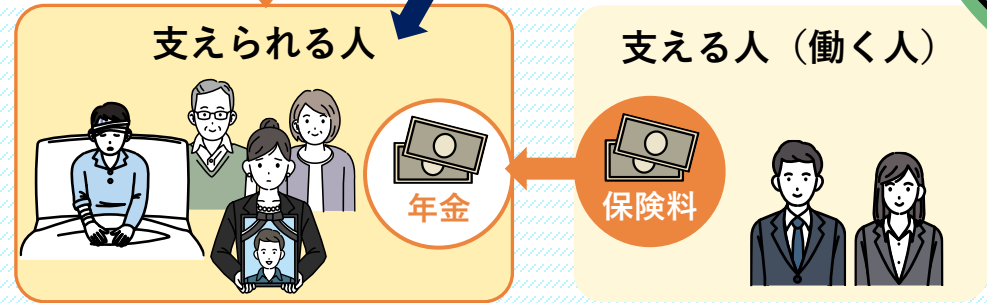 支えられる人
支える人（働く人）
年金
保険料